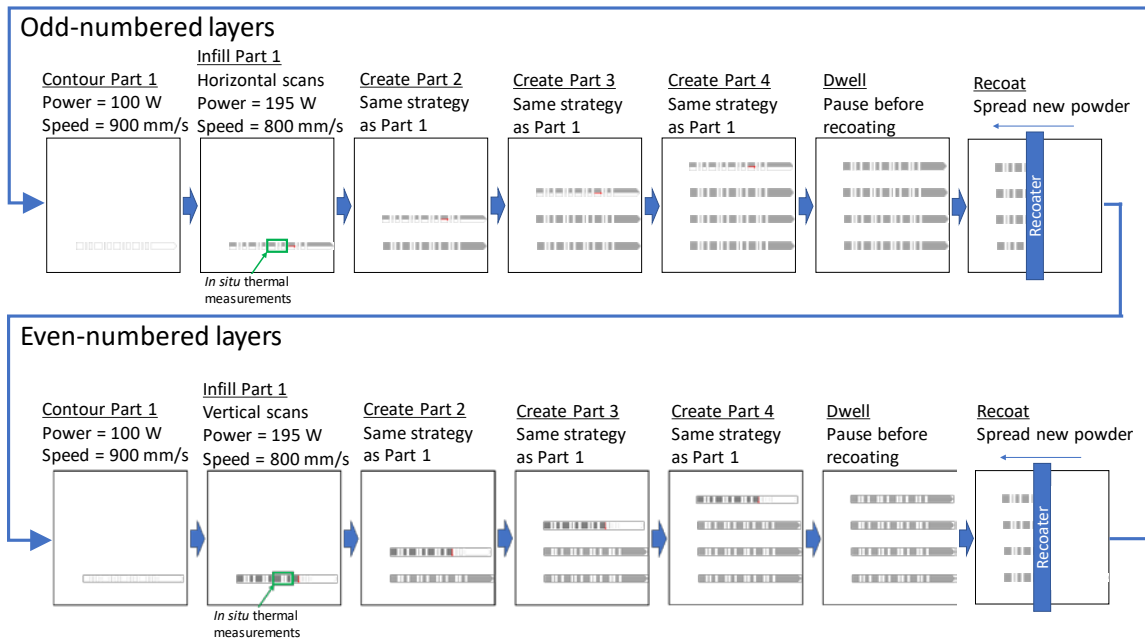 Odd-numbered layers
Contour Part 1
Power = 100 W
Speed = 900 mm/s
Infill Part 1
Horizontal scans
Power = 195 W
Speed = 800 mm/s
In situ thermal
measurements
Create Part 2
Same strategy
as Part 1
Create Part 3
Same strategy
as Part 1
Create Part 4
Same strategy
as Part 1
Dwell
Pause before
recoating
Recoat
Spread new powder
Recoater
Even-numbered layers
Contour Part 1
Power = 100 W
Speed = 900 mm/s
Infill Part 1
Vertical scans
Power = 195 W
Speed = 800 mm/s
In situ thermal
measurements
Create Part 2
Same strategy
as Part 1
Create Part 3
Same strategy
as Part 1
Create Part 4
Same strategy
as Part 1
Dwell
Pause before
recoating
Recoat
Spread new powder
Recoater